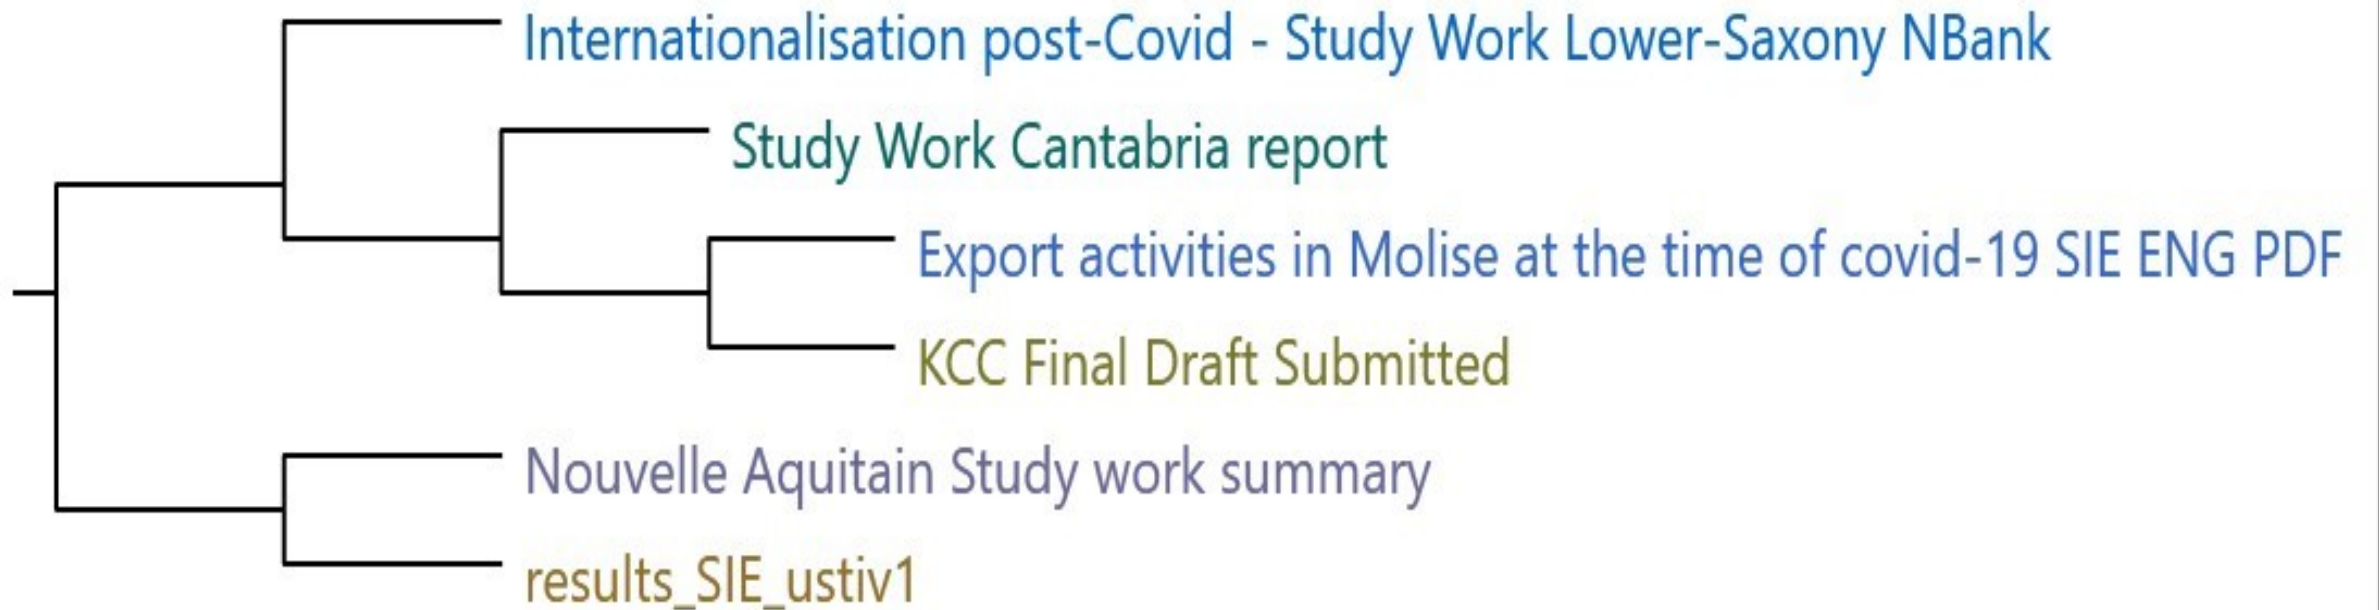 Internationalisation post-Covid - Study Work Lower-Saxony NBank
Study Work Cantabria report
Export activities in Molise at the time of covid-19 SIE ENG PDF
KCC Final Draft Submitted
Nouvelle Aquitain Study work summary
results_SIE_ustiv1